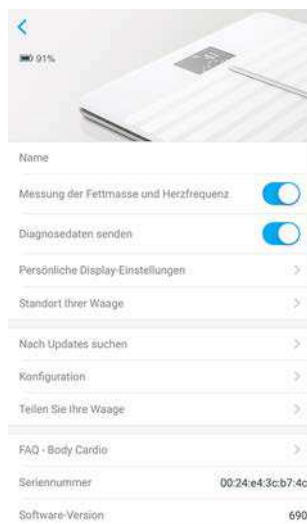 91%
Name
Messung der Fettmasse und Herzfrequenz
Diagnosedaten senden
Persönliche Display-Einstellungen
Standort Ihrer Waage
Nach Updates suchen
Konfiguration
Teilen Sie Ihre Waage
FAQ - Body Cardio
Seriennummer 00:24:e4:3c:b7:4c
Software-Version 690